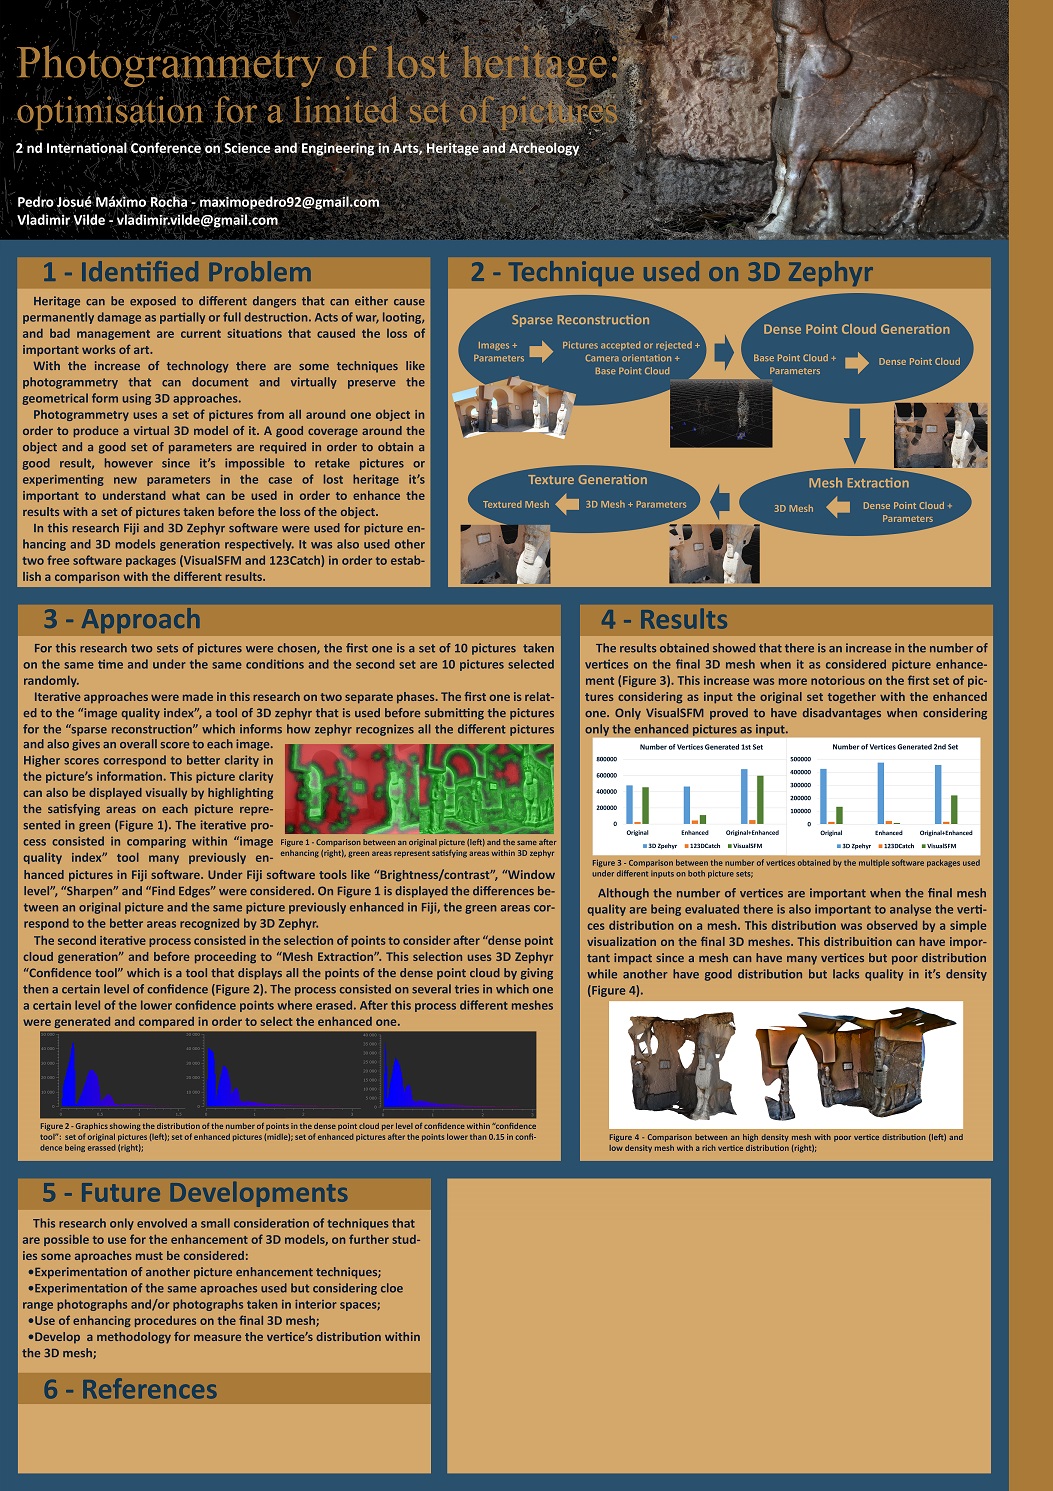 Photogrammetry of lost heritage:
optimisation for a limited set of pictures
2 nd International Conference on Science and Engineering in Arts, Heritage and Archeology
Pedro Josué Máximo Rocha - maximopedro92@gmail.com
Vladimir Vilde - vladimir.vilde@gmail.com
1 - Identified Problem
Heritage can be exposed to different dangers that can either cause
permanently damage as partially or full destruction. Acts of war, looting,
and bad management are current situations that caused the loss of
important works of art.
With the increase of technology there are some techniques like
photogrammetry that can document and virtually preserve the
geometrical form using 3D approaches.
Photogrammetry uses a set of pictures from all around one object in
order to produce a virtual 3D model of it. A good coverage around the
object and a good set of parameters are required in order to obtain a
good result, however since it's impossible to retake pictures or
experimenting new parameters in the case of lost heritage it's
important to understand what can be used in order to enhance the
results with a set of pictures taken before the loss of the object.
In this research Fiji and 3D Zephyr software were used for picture en-
hancing and 3D models generation respectively. It was also used other
two free software packages (VisualSFM and 123Catch) in order to estab-
lish a comparison with the different results.
2 - Technique used on 3D Zephyr
Sparse Reconstruction
Images +
Parameters
Pictures accepted or rejected +
Camera orientation +
Base Point Cloud
Dense Point Cloud Generation
Base Point Cloud +
Parameters
Dense Point Cloud
Texture Generation
Textured Mesh
3D Mesh + Parameters
Mesh Extraction
3D Mesh
Dense Point Cloud +
Parameters
3 - Approach
For this research two sets of pictures were chosen, the first one is a set of 10 pictures taken
on the same time and under the same conditions and the second set are 10 pictures selected
randomly.
Iterative approaches were made in this research on two separate phases. The first one is relat-
ed to the "image quality index", a tool of 3D zephyr that is used before submitting the pictures
for the "sparse reconstruction" which informs how zephyr recognizes all the different pictures
and also gives an overall score to each image.
Higher scores correspond to better clarity in
the picture's information. This picture clarity
can also be displayed visually by highlighting
the satisfying areas on each picture repre-
sented in green (Figure 1). The iterative pro-
cess consisted in comparing within "image
quality index" tool many previously en-
hanced pictures in Fiji software. Under Fiji software tools like "Brightness/contrast", "Window
level", "Sharpen" and "Find Edges" were considered. On Figure 1 is displayed the differences be-
tween an original picture and the same picture previously enhanced in Fiji, the green areas cor-
respond to the better areas recognized by 3D Zephyr.
Figure 1 - Comparison between an original picture (left) and the same after
enhancing (right), green areas represent satisfying areas within 3D zephyr
The second iterative process consisted in the selection of points to consider after "dense point
cloud generation" and before proceeding to "Mesh Extraction". This selection uses 3D Zephyr
"Confidence tool" which is a tool that displays all the points of the dense point cloud by giving
then a certain level of confidence (Figure 2). The process consisted on several tries in which one
a certain level of the lower confidence points where erased. After this process different meshes
were generated and compared in order to select the enhanced one.
Figure 2 - Graphics showing the distribution of the number of points in the dense point cloud per level of confidence within "confidence
tool": set of original pictures (left); set of enhanced pictures (midle); set of enhanced pictures after the points lower than 0.15 in confi-
dence being erassed (right);
4 - Results
The results obtained showed that there is an increase in the number of
vertices on the final 3D mesh when it as considered picture enhance-
ment (Figure 3). This increase was more notorious on the first set of pic-
tures considering as input the original set together with the enhanced
one. Only VisualSFM proved to have disadvantages when considering
only the enhanced pictures as input.
Number of Vertices Generated 1st Set
800000
600000
400000
200000
0
Original Enhanced Original+Enhanced
3D Zpehyr 123DCatch VisualSFM
Number of Vertices Generated 2nd Set
500000
400000
300000
200000
100000
0
Original Enhanced Original+Enhanced
3D Zpehyr 123DCatch VisualSFM
Figure 3 - Comparison between the number of vertices obtained by the multiple software packages used
under different inputs on both picture sets;
Although the number of vertices are important when the final mesh
quality are being evaluated there is also important to analyse the verti-
ces distribution on a mesh. This distribution was observed by a simple
visualization on the final 3D meshes. This distribuition can have impor-
tant impact since a mesh can have many vertices but poor distribution
while another have good distribution but lacks quality in it's density
(Figure 4).
Figure 4 - Comparison between an high density mesh with poor vertice distribution (left) and
low density mesh with a rich vertice distribution (right);
5 - Future Developments
This research only envolved a small consideration of techniques that
are possible to use for the enhancement of 3D models, on further stud-
ies some aproaches must be considered:
•Experimentation of another picture enhancement techniques;
•Experimentation of the same aproaches used but considering cloe
range photographs and/or photographs taken in interior spaces;
•Use of enhancing procedures on the final 3D mesh;
•Develop a methodology for measure the vertice's distribution within
the 3D mesh;
6 - References